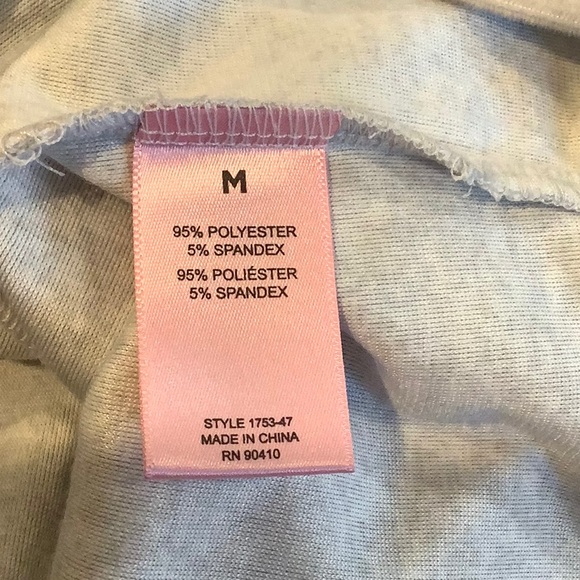 M
95% POLYESTER
5% SPANDEX
95% POLIÉSTER
5% SPANDEX
STYLE 1753-47
MADE IN CHINA
RN 90410